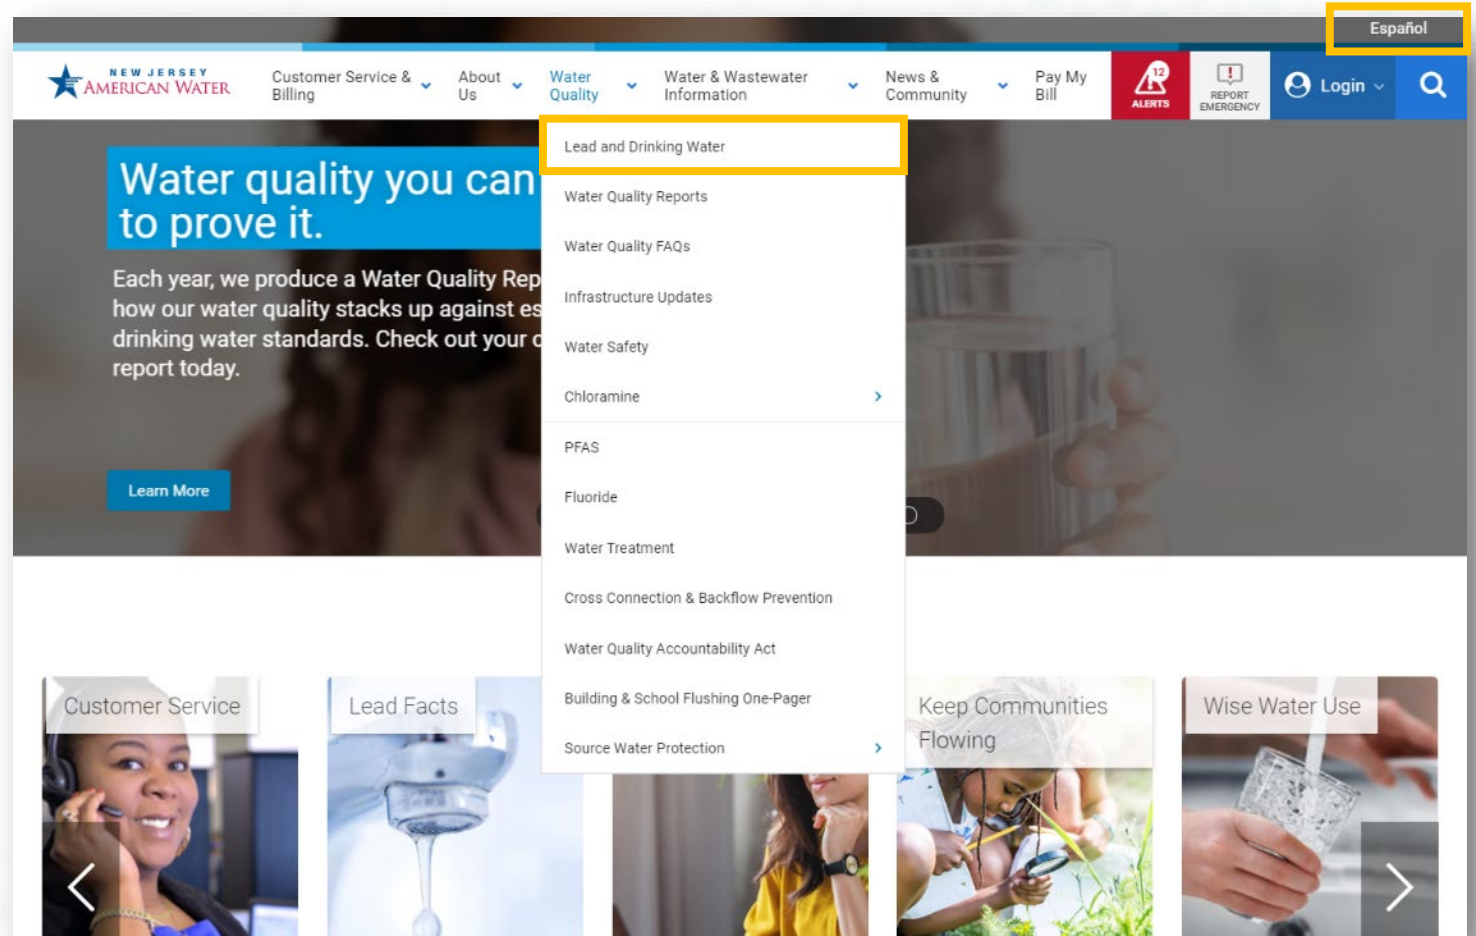 Español
NEW JERSEY
AMERICAN WATER
Customer Service &
Billing
About
Us
Water
Quality
Water & Wastewater
Information
News &
Community
Pay My
Bill
12
ALERTS
REPORT
EMERGENCY
Login
Water quality you can
to prove it.
Each year, we produce a Water Quality Rep
how our water quality stacks up against es
drinking water standards. Check out your
report today.
Learn More
Lead and Drinking Water
Water Quality Reports
Water Quality FAQs
Infrastructure Updates
Water Safety
Chloramine
PFAS
Fluoride
Water Treatment
Cross Connection & Backflow Prevention
Water Quality Accountability Act
Building & School Flushing One-Pager
Source Water Protection
Customer Service
Lead Facts
Keep Communities
Flowing
Wise Water Use